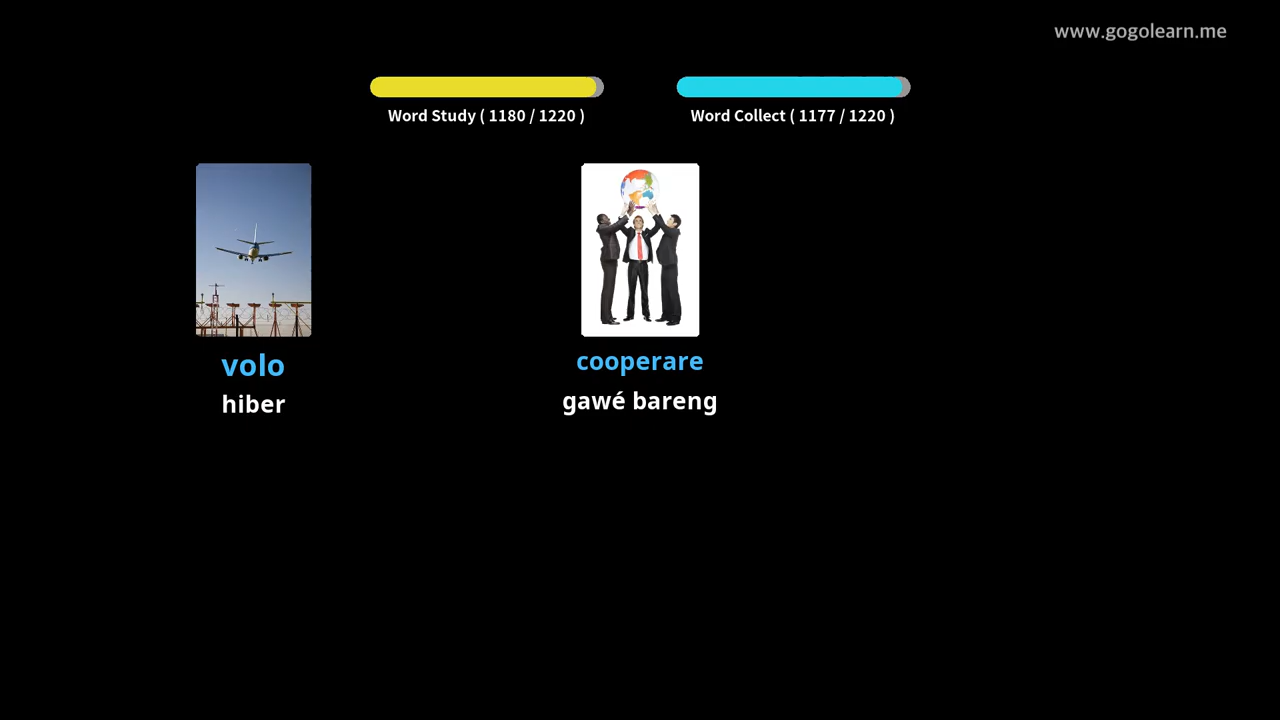 www.gogolearn.me
Word Study ( 1180 / 1220 )
Word Collect ( 1177 / 1220 )
volo
hiber
cooperare
gawé bareng